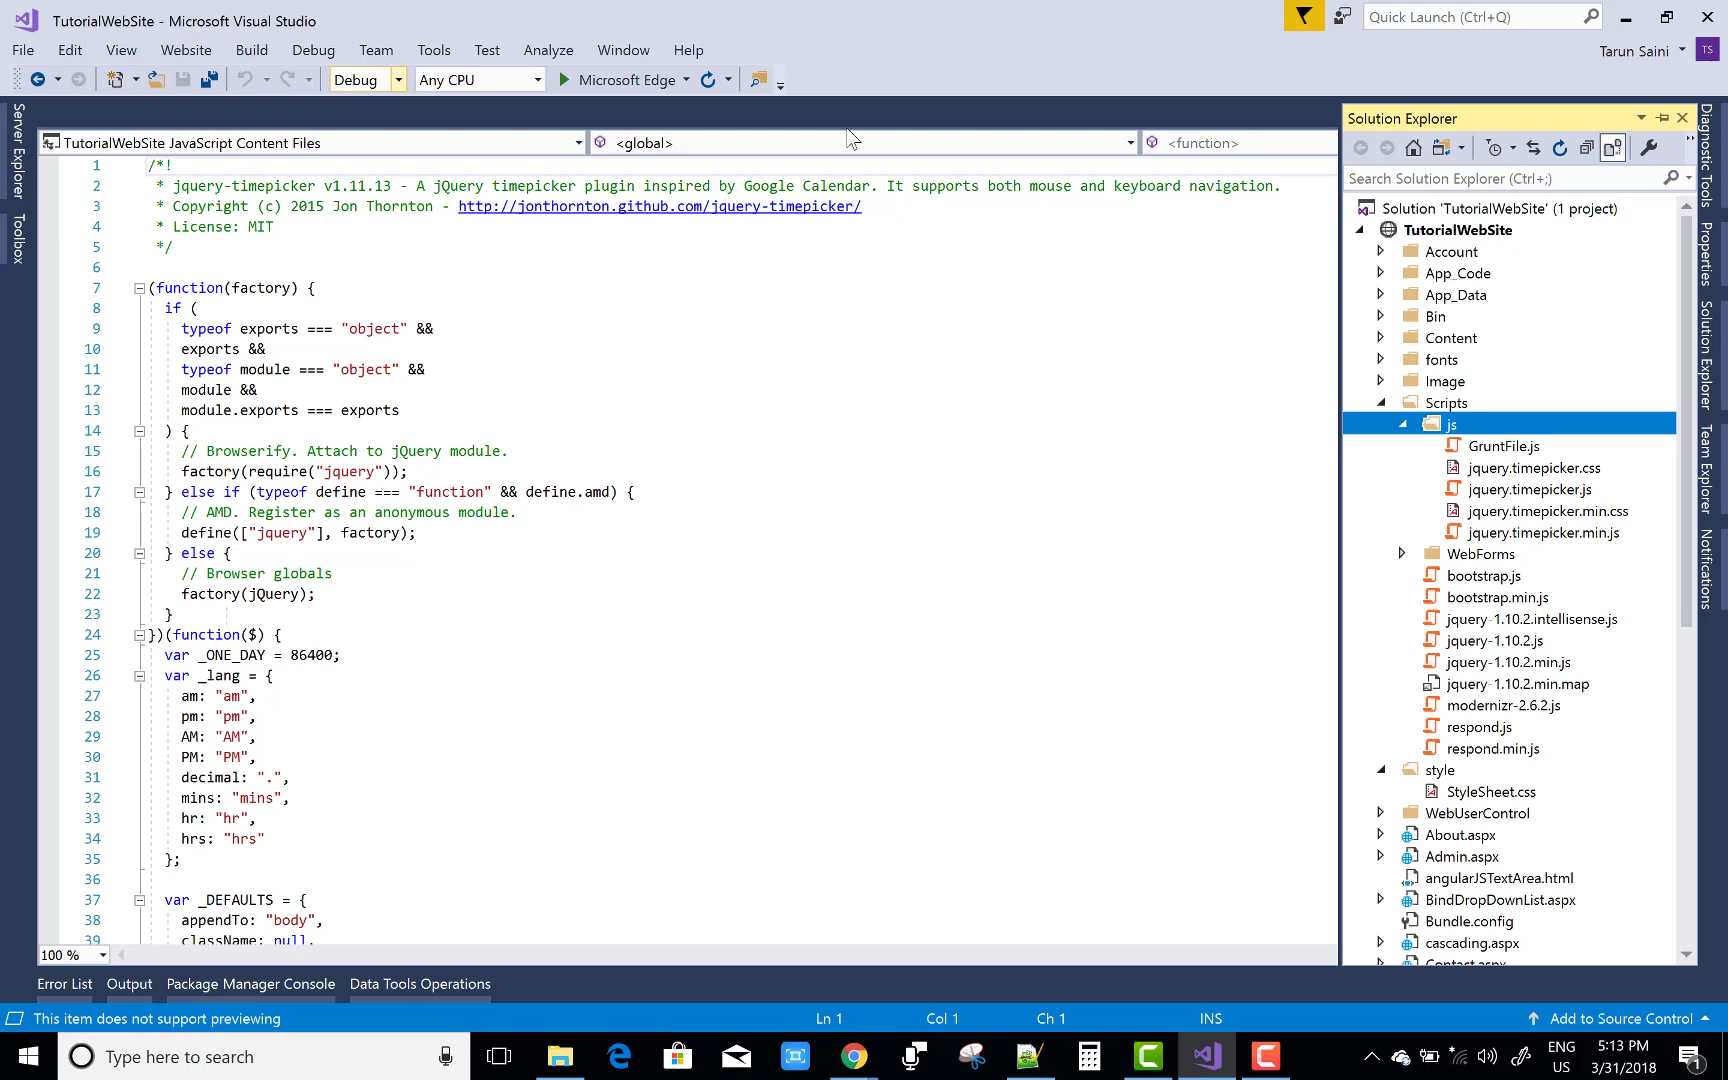 TutorialWebSite - Microsoft Visual Studio
Quick Launch (Ctrl+Q)
File Edit View Website Build Debug Team Tools Test Analyze Window Help
Tarun Saini TS
Debug Any CPU Microsoft Edge
Server Explorer
Toolbox
TutorialWebSite JavaScript Content Files <global> <function>
1 /*!
2 * jquery-timepicker v1.11.13 - A jQuery timepicker plugin inspired by Google Calendar. It supports both mouse and keyboard navigation.
3 * Copyright (c) 2015 Jon Thornton - http://jonthornton.github.com/jquery-timepicker/
4 * License: MIT
5 */
6
7 (function(factory) {
8 if (
9 typeof exports === "object" &&
10 exports &&
11 typeof module === "object" &&
12 module &&
13 module.exports === exports
14 ) {
15 // Browserify. Attach to jQuery module.
16 factory(require("jquery"));
17 } else if (typeof define === "function" && define.amd) {
18 // AMD. Register as an anonymous module.
19 define(["jquery"], factory);
20 } else {
21 // Browser globals
22 factory(jQuery);
23 }
24 })(function($) {
25 var _ONE_DAY = 86400;
26 var _lang = {
27 am: "am",
28 pm: "pm",
29 AM: "AM",
30 PM: "PM",
31 decimal: ".",
32 mins: "mins",
33 hr: "hr",
34 hrs: "hrs"
35 };
36
37 var _DEFAULTS = {
38 appendTo: "body",
39 className: null,
100 %
Solution Explorer
Search Solution Explorer (Ctrl+;)
Solution 'TutorialWebSite' (1 project)
TutorialWebSite
Account
App_Code
App_Data
Bin
Content
fonts
Image
Scripts
js
GruntFile.js
jquery.timepicker.css
jquery.timepicker.js
jquery.timepicker.min.css
jquery.timepicker.min.js
WebForms
bootstrap.js
bootstrap.min.js
jquery-1.10.2.intellisense.js
jquery-1.10.2.js
jquery-1.10.2.min.js
jquery-1.10.2.min.map
modernizr-2.6.2.js
respond.js
respond.min.js
style
StyleSheet.css
WebUserControl
About.aspx
Admin.aspx
angularJSTextArea.html
BindDropDownList.aspx
Bundle.config
cascading.aspx
Contact.aspx
Diagnostic Tools
Properties
Solution Explorer
Team Explorer
Notifications
Error List Output Package Manager Console Data Tools Operations
This item does not support previewing Ln 1 Col 1 Ch 1 INS Add to Source Control
Type here to search
ENG
US
5:13 PM
3/31/2018
1